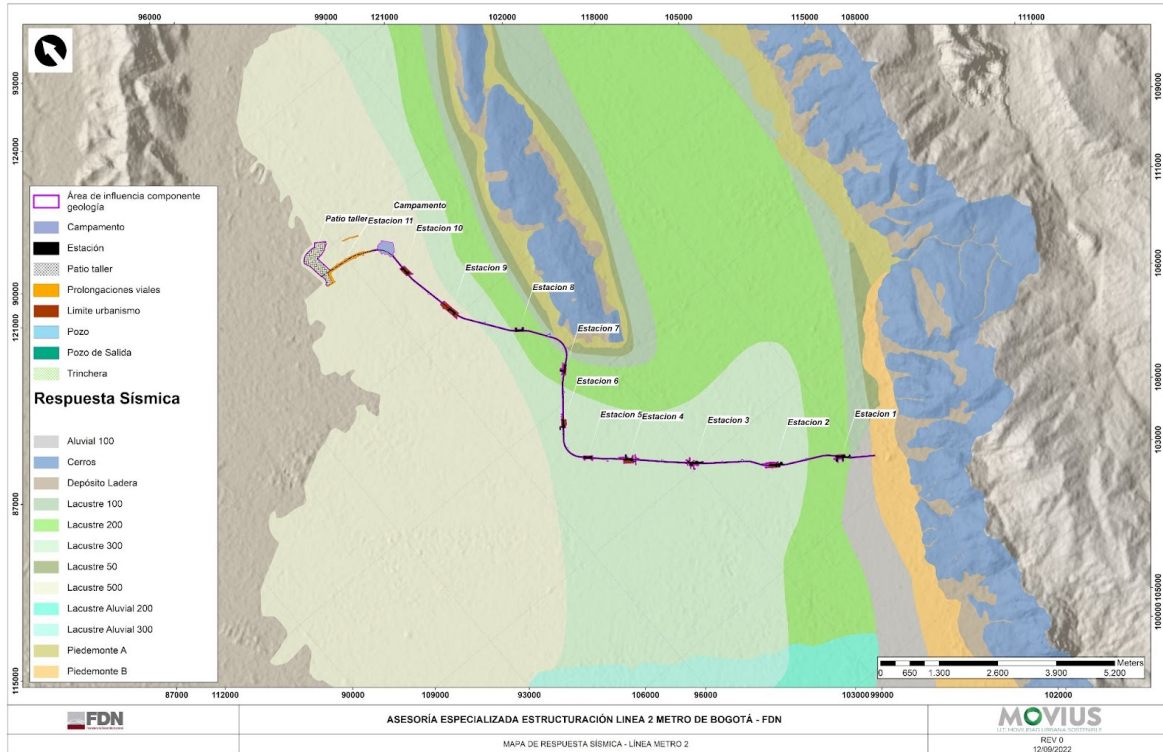 96000 99000 121000 102000 118000 105000 115000 108000 111000
93000
124000
90000
121000
87000
115000
109000
111000
106000
108000
103000
105000
100000
Área de influencia componente
geología
Campamento
Estación
Patio taller
Prolongaciones viales
Limite urbanismo
Pozo
Pozo de Salida
Trinchera
Respuesta Sísmica
Aluvial 100
Cerros
Depósito Ladera
Lacustre 100
Lacustre 200
Lacustre 300
Lacustre 50
Lacustre 500
Lacustre Aluvial 200
Lacustre Aluvial 300
Piedemonte A
Piedemonte B
Campamento
Patio taller
Estacion 11
Estacion 10
Estacion 9
Estacion 8
Estacion 7
Estacion 6
Estacion 5
Estacion 4
Estacion 3
Estacion 2
Estacion 1
Meters
0 650 1.300 2.600 3.900 5.200
87000 112000 90000 109000 93000 106000 96000 103000 99000 102000
FDN
ASESORÍA ESPECIALIZADA ESTRUCTURACIÓN LINEA 2 METRO DE BOGOTÁ - FDN
MAPA DE RESPUESTA SÍSMICA - LÍNEA METRO 2
MOVIUS
U.T. MOVILIDAD URBANA SOSTENIBLE
REV 0
12/09/2022